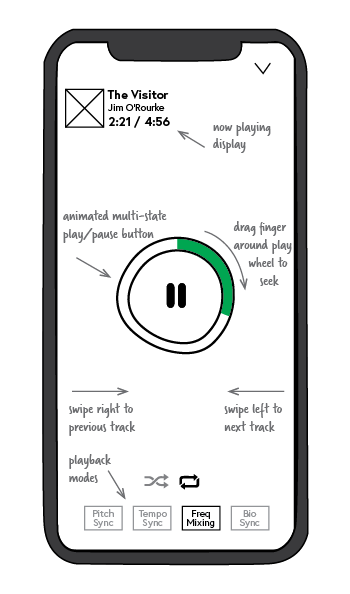 The Visitor
Jim O'Rourke
2:21 / 4:56
now playing
display
animated multi-state
play/pause button
drag finger
around play
wheel to
seek
swipe right to
previous track
swipe left to
next track
playback
modes
Pitch
Sync
Tempo
Sync
Freq
Mixing
Bio
Sync